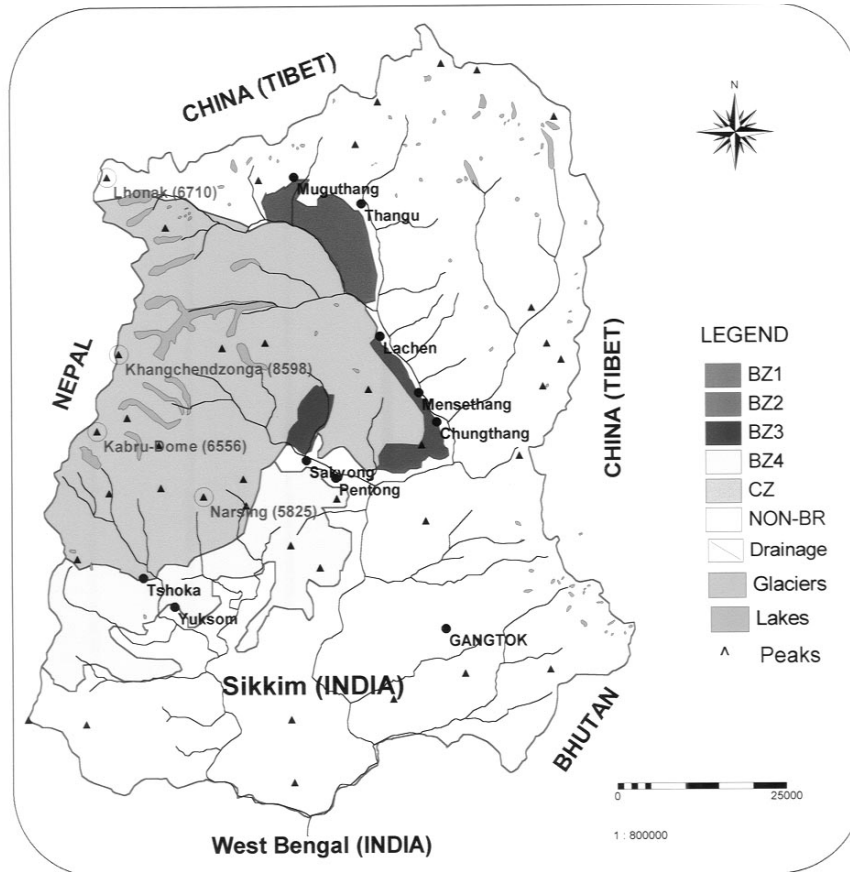 CHINA (TIBET)
N
Lhonak (6710)
Muguthang
Thangu
Lachen
NEPAL
Khangchendzonga (8598)
CHINA (TIBET)
LEGEND
BZ1
BZ2
BZ3
BZ4
CZ
NON-BR
Drainage
Glaciers
Lakes
^ Peaks
Mensethang
Chungthang
Kabru-Dome (6556)
Sakyong
Pentong
Narsing (5825)
Tshoka
Yuksom
GANGTOK
Sikkim (INDIA)
BHUTAN
0 25000
1 : 800000
West Bengal (INDIA)